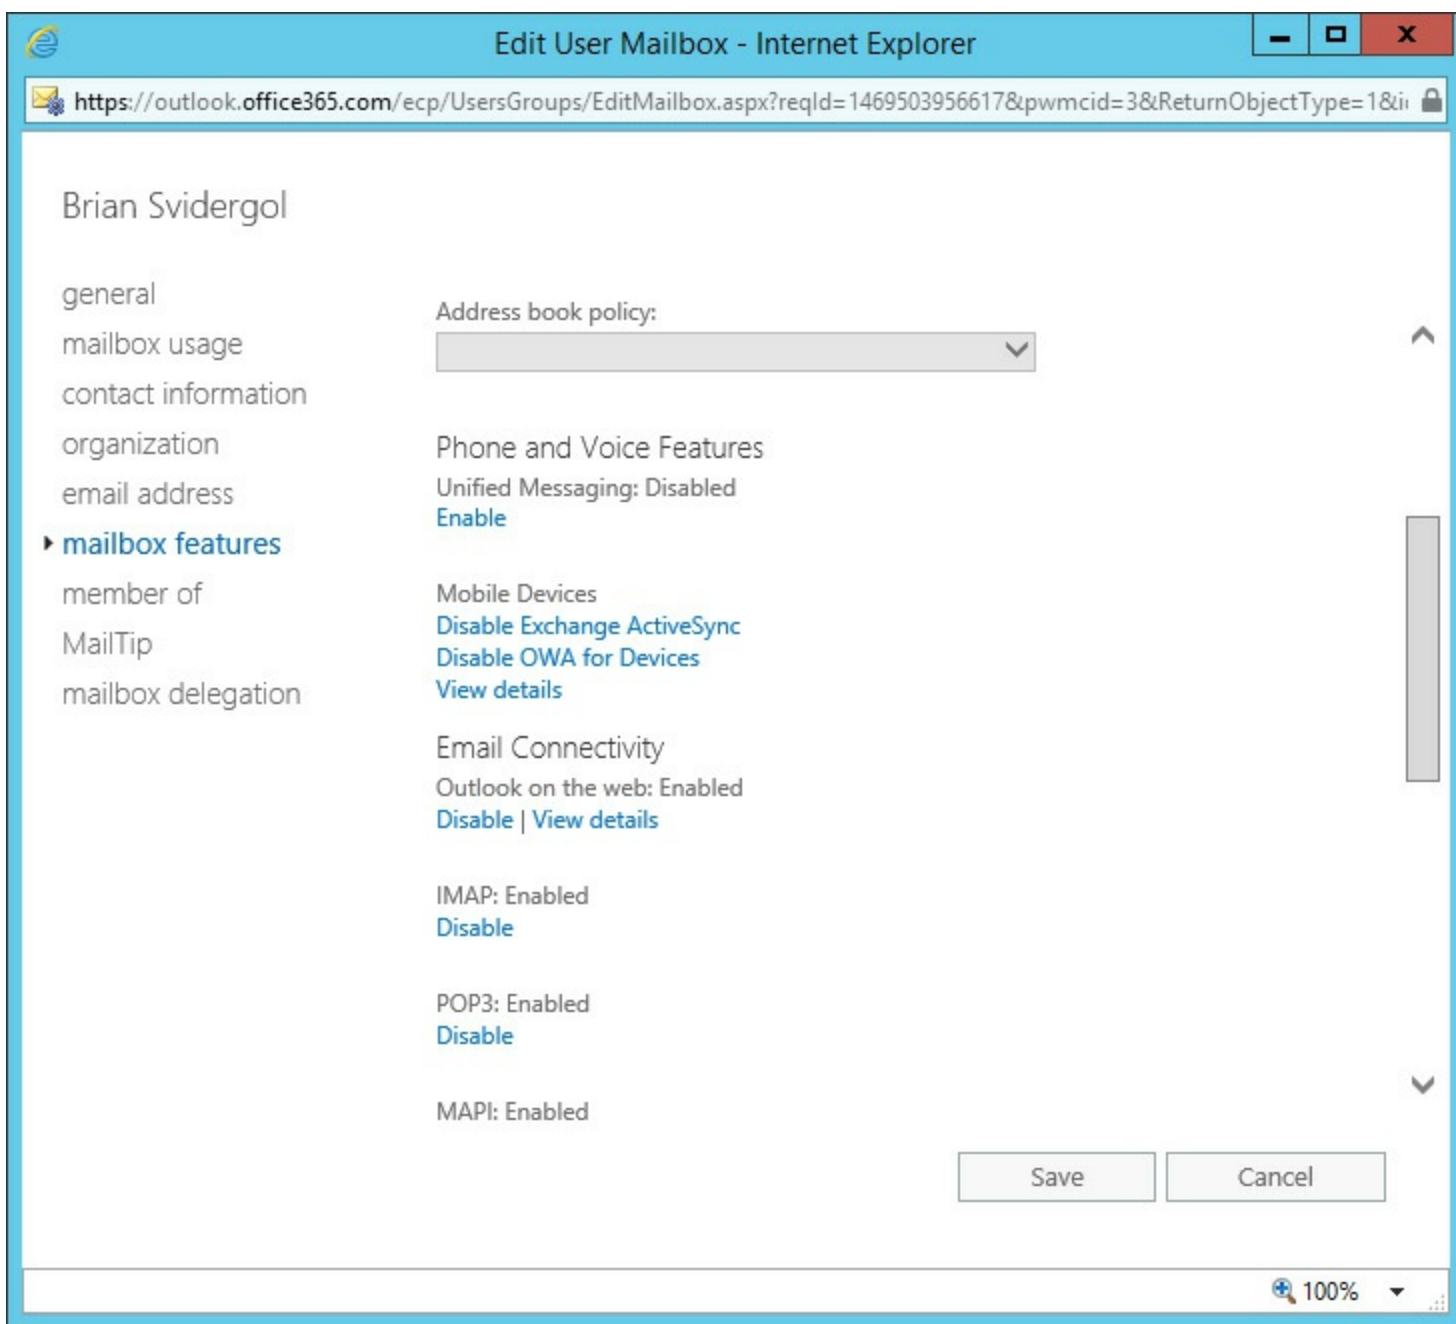 Edit User Mailbox - Internet Explorer
https://outlook.office365.com/ecp/UsersGroups/EditMailbox.aspx?reqId=1469503956617&pwmcid=3&ReturnObjectType=1&i
Brian Svidergol
general
mailbox usage
contact information
organization
email address
mailbox features
member of
MailTip
mailbox delegation
Address book policy:
Phone and Voice Features
Unified Messaging: Disabled
Enable
Mobile Devices
Disable Exchange ActiveSync
Disable OWA for Devices
View details
Email Connectivity
Outlook on the web: Enabled
Disable | View details
IMAP: Enabled
Disable
POP3: Enabled
Disable
MAPI: Enabled
Save Cancel
100%